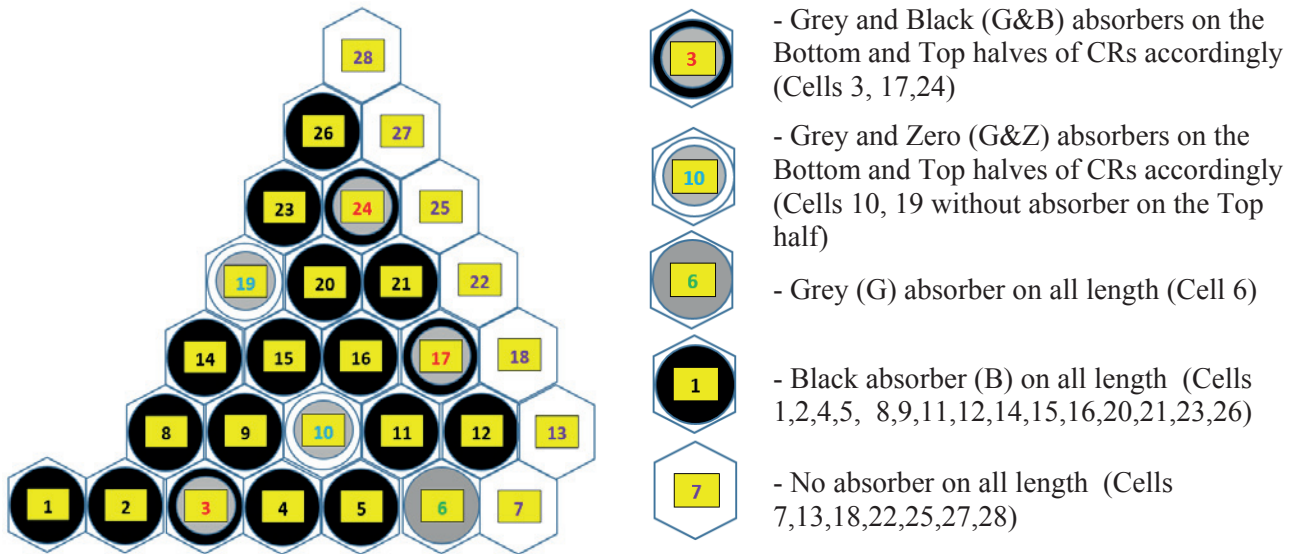 28
26 27
23 24 25
19 20 21 22
14 15 16 17 18
8 9 10 11 12 13
1 2 3 4 5 6 7
3
- Grey and Black (G&B) absorbers on the
Bottom and Top halves of CRs accordingly
(Cells 3, 17,24)
10
- Grey and Zero (G&Z) absorbers on the
Bottom and Top halves of CRs accordingly
(Cells 10, 19 without absorber on the Top
half)
6
- Grey (G) absorber on all length (Cell 6)
1
- Black absorber (B) on all length (Cells
1,2,4,5, 8,9,11,12,14,15,16,20,21,23,26)
7
- No absorber on all length (Cells
7,13,18,22,25,27,28)